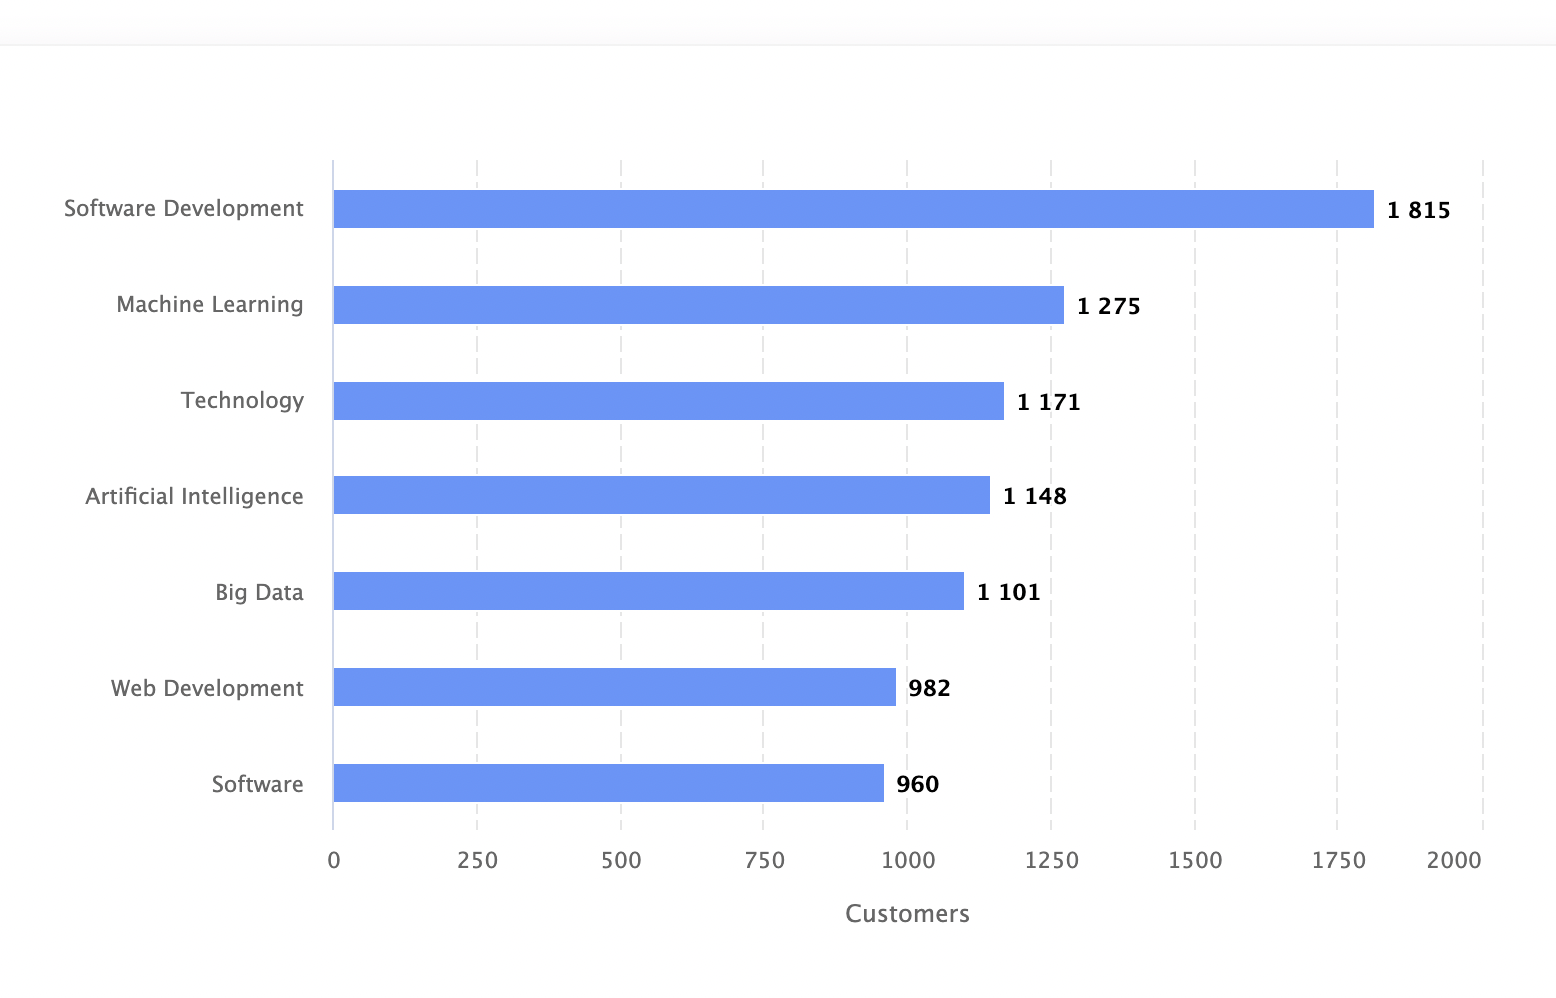 Software Development
1 815
Machine Learning
1 275
Technology
1 171
Artificial Intelligence
1 148
Big Data
1 101
Web Development
982
Software
960
0 250 500 750 1000 1250 1500 1750 2000
Customers